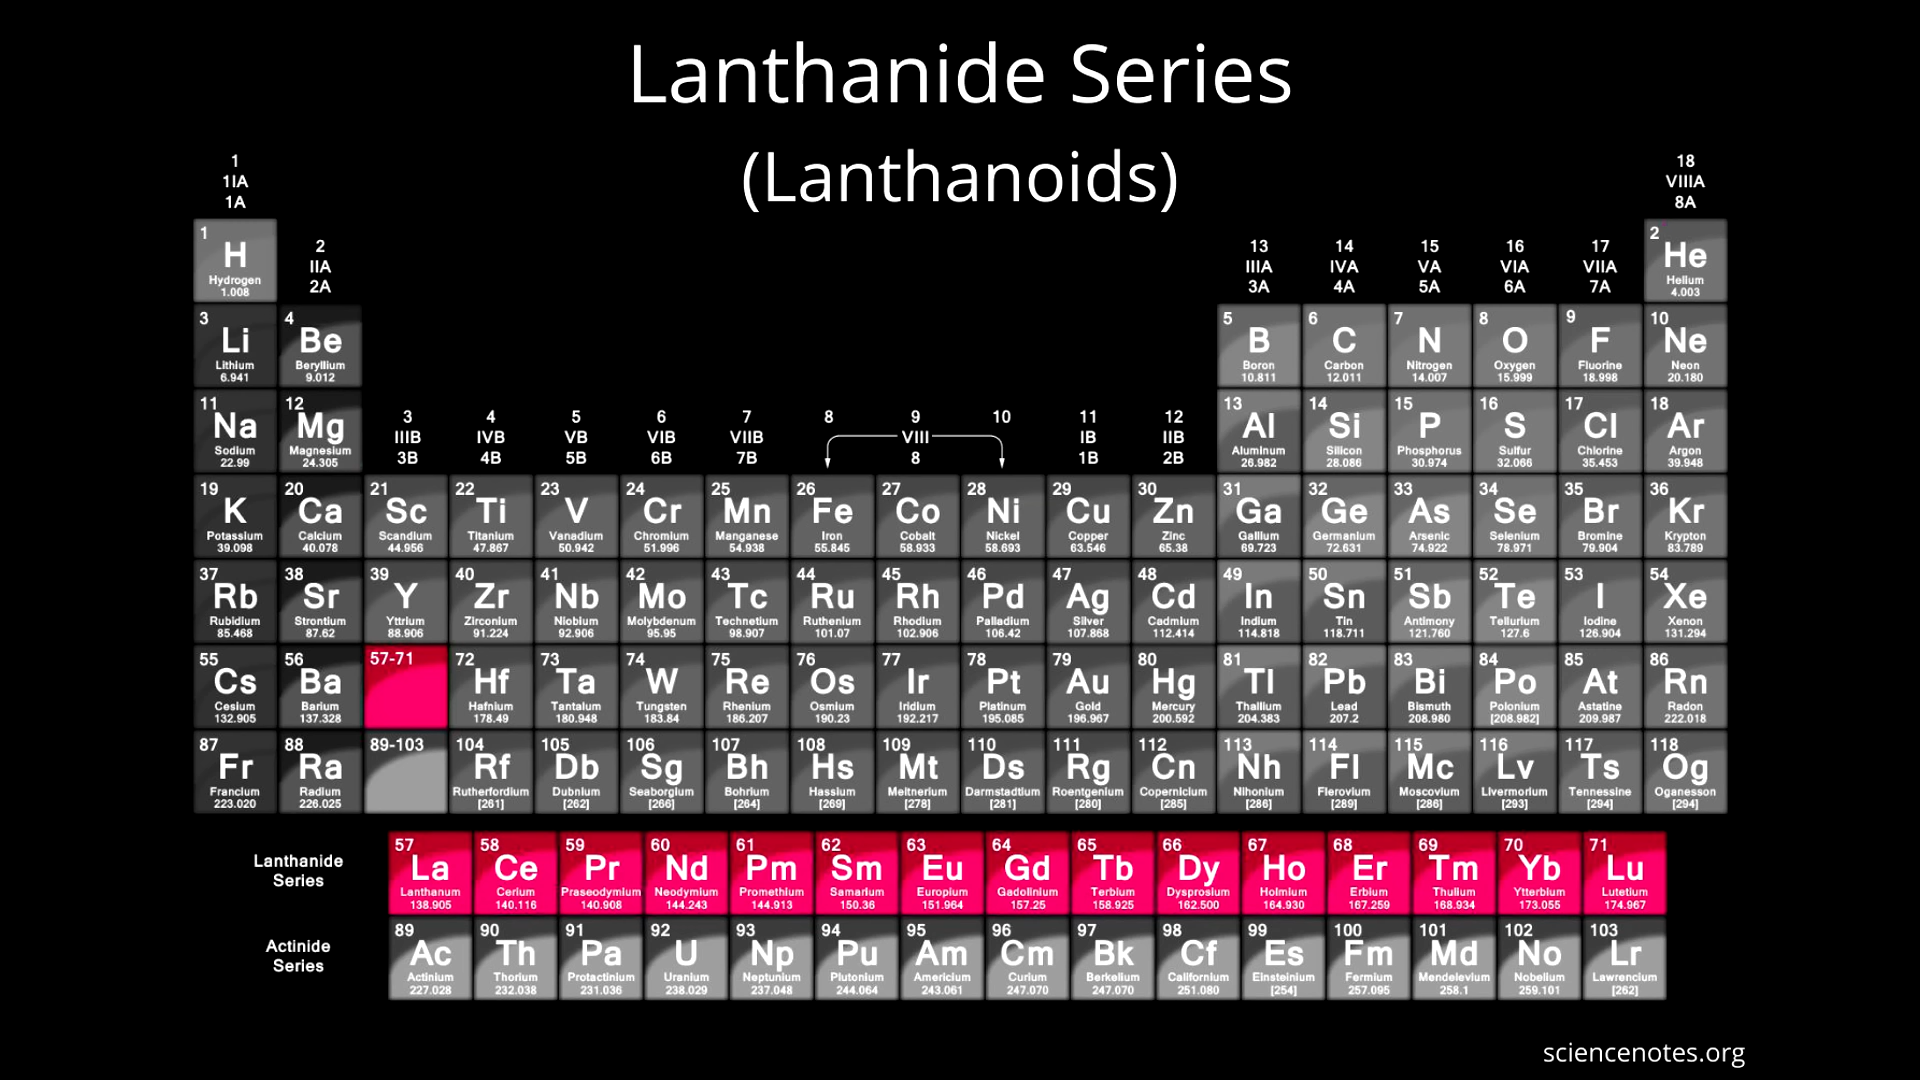 Lanthanide Series
(Lanthanoids)
1
1IA
1A
18
VIIIA
8A
1
H
Hydrogen
1.008
2
IIA
2A
13
IIIA
3A
14
IVA
4A
15
VA
5A
16
VIA
6A
17
VIIA
7A
2
He
Helium
4.003
3
Li
Lithium
6.941
4
Be
Beryllium
9.012
5
B
Boron
10.811
6
C
Carbon
12.011
7
N
Nitrogen
14.007
8
O
Oxygen
15.999
9
F
Fluorine
18.998
10
Ne
Neon
20.180
11
Na
Sodium
22.99
12
Mg
Magnesium
24.305
3
IIIB
3B
4
IVB
4B
5
VB
5B
6
VIB
6B
7
VIIB
7B
8
9
10
VIII
8
11
IB
1B
12
IIB
2B
13
Al
Aluminum
26.982
14
Si
Silicon
28.086
15
P
Phosphorus
30.974
16
S
Sulfur
32.066
17
Cl
Chlorine
35.453
18
Ar
Argon
39.948
19
K
Potassium
39.098
20
Ca
Calcium
40.078
21
Sc
Scandium
44.956
22
Ti
Titanium
47.867
23
V
Vanadium
50.942
24
Cr
Chromium
51.996
25
Mn
Manganese
54.938
26
Fe
Iron
55.845
27
Co
Cobalt
58.933
28
Ni
Nickel
58.693
29
Cu
Copper
63.546
30
Zn
Zinc
65.38
31
Ga
Gallium
69.723
32
Ge
Germanium
72.631
33
As
Arsenic
74.922
34
Se
Selenium
78.971
35
Br
Bromine
79.904
36
Kr
Krypton
83.789
37
Rb
Rubidium
85.468
38
Sr
Strontium
87.62
39
Y
Yttrium
88.906
40
Zr
Zirconium
91.224
41
Nb
Niobium
92.906
42
Mo
Molybdenum
95.95
43
Tc
Technetium
98.907
44
Ru
Ruthenium
101.07
45
Rh
Rhodium
102.906
46
Pd
Palladium
106.42
47
Ag
Silver
107.868
48
Cd
Cadmium
112.414
49
In
Indium
114.818
50
Sn
Tin
118.711
51
Sb
Antimony
121.760
52
Te
Tellurium
127.6
53
I
Iodine
126.904
54
Xe
Xenon
131.294
55
Cs
Cesium
132.905
56
Ba
Barium
137.328
57-71
72
Hf
Hafnium
178.49
73
Ta
Tantalum
180.948
74
W
Tungsten
183.84
75
Re
Rhenium
186.207
76
Os
Osmium
190.23
77
Ir
Iridium
192.217
78
Pt
Platinum
195.085
79
Au
Gold
196.967
80
Hg
Mercury
200.592
81
Tl
Thallium
204.383
82
Pb
Lead
207.2
83
Bi
Bismuth
208.980
84
Po
Polonium
[208.982]
85
At
Astatine
209.987
86
Rn
Radon
222.018
87
Fr
Francium
223.020
88
Ra
Radium
226.025
89-103
104
Rf
Rutherfordium
[261]
105
Db
Dubnium
[262]
106
Sg
Seaborgium
[266]
107
Bh
Bohrium
[264]
108
Hs
Hassium
[269]
109
Mt
Meitnerium
[278]
110
Ds
Darmstadtium
[281]
111
Rg
Roentgenium
[280]
112
Cn
Copernicium
[285]
113
Nh
Nihonium
[286]
114
Fl
Flerovium
[289]
115
Mc
Moscovium
[286]
116
Lv
Livermorium
[293]
117
Ts
Tennessine
[294]
118
Og
Oganesson
[294]
Lanthanide
Series
57
La
Lanthanum
138.905
58
Ce
Cerium
140.116
59
Pr
Praseodymium
140.908
60
Nd
Neodymium
144.243
61
Pm
Promethium
144.913
62
Sm
Samarium
150.36
63
Eu
Europium
151.964
64
Gd
Gadolinium
157.25
65
Tb
Terbium
158.925
66
Dy
Dysprosium
162.500
67
Ho
Holmium
164.930
68
Er
Erbium
167.259
69
Tm
Thulium
168.934
70
Yb
Ytterbium
173.055
71
Lu
Lutetium
174.967
Actinide
Series
89
Ac
Actinium
227.028
90
Th
Thorium
232.038
91
Pa
Protactinium
231.036
92
U
Uranium
238.029
93
Np
Neptunium
237.048
94
Pu
Plutonium
244.064
95
Am
Americium
243.061
96
Cm
Curium
247.070
97
Bk
Berkelium
247.070
98
Cf
Californium
251.080
99
Es
Einsteinium
[254]
100
Fm
Fermium
257.095
101
Md
Mendelevium
258.1
102
No
Nobelium
259.101
103
Lr
Lawrencium
[262]
sciencenotes.org